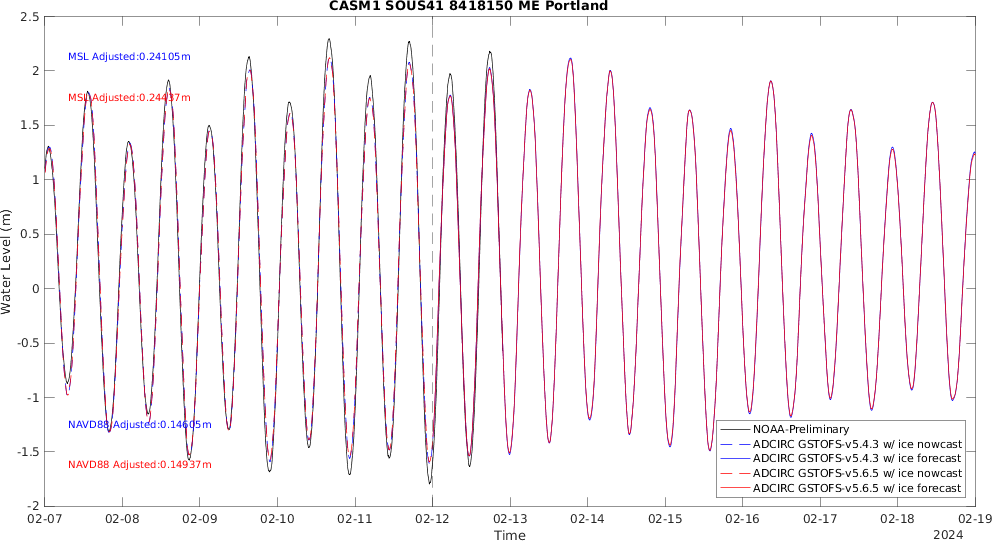 CASM1 SOUS41 8418150 ME Portland
2.5
2
1.5
1
0.5
0
-0.5
-1
-1.5
-2
Water Level (m)
MSL Adjusted:0.24105m
MSL Adjusted:0.24437m
NAVD88 Adjusted:0.14605m
NAVD88 Adjusted:0.14937m
NOAA-Preliminary
ADCIRC GSTOFS-v5.4.3 w/ ice nowcast
ADCIRC GSTOFS-v5.4.3 w/ ice forecast
ADCIRC GSTOFS-v5.6.5 w/ ice nowcast
ADCIRC GSTOFS-v5.6.5 w/ ice forecast
02-07 02-08 02-09 02-10 02-11 02-12 02-13 02-14 02-15 02-16 02-17 02-18 02-19
Time
2024